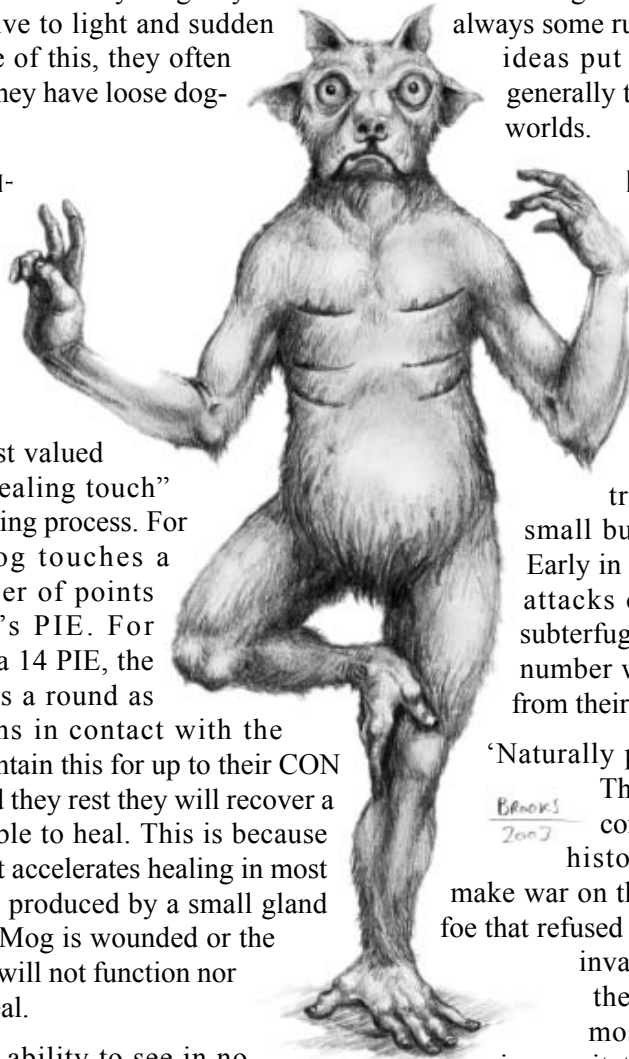 ve to light and sudden
e of this, they often
hey have loose dog-
st valued
ealing touch”
ing process. For
og touches a
er of points
’s PIE. For
a 14 PIE, the
s a round as
ns in contact with the
ntain this for up to their CON
d they rest they will recover a
ble to heal. This is because
t accelerates healing in most
produced by a small gland
Mog is wounded or the
will not function nor
eal.
ability to see in no
always some ru
ideas put
generally t
worlds.
tr
small bu
Early in
attacks
subterfug
number w
from their
‘Naturally p
Th
co
histo
make war on th
foe that refused
inva
the
mo
BROOKS
2003